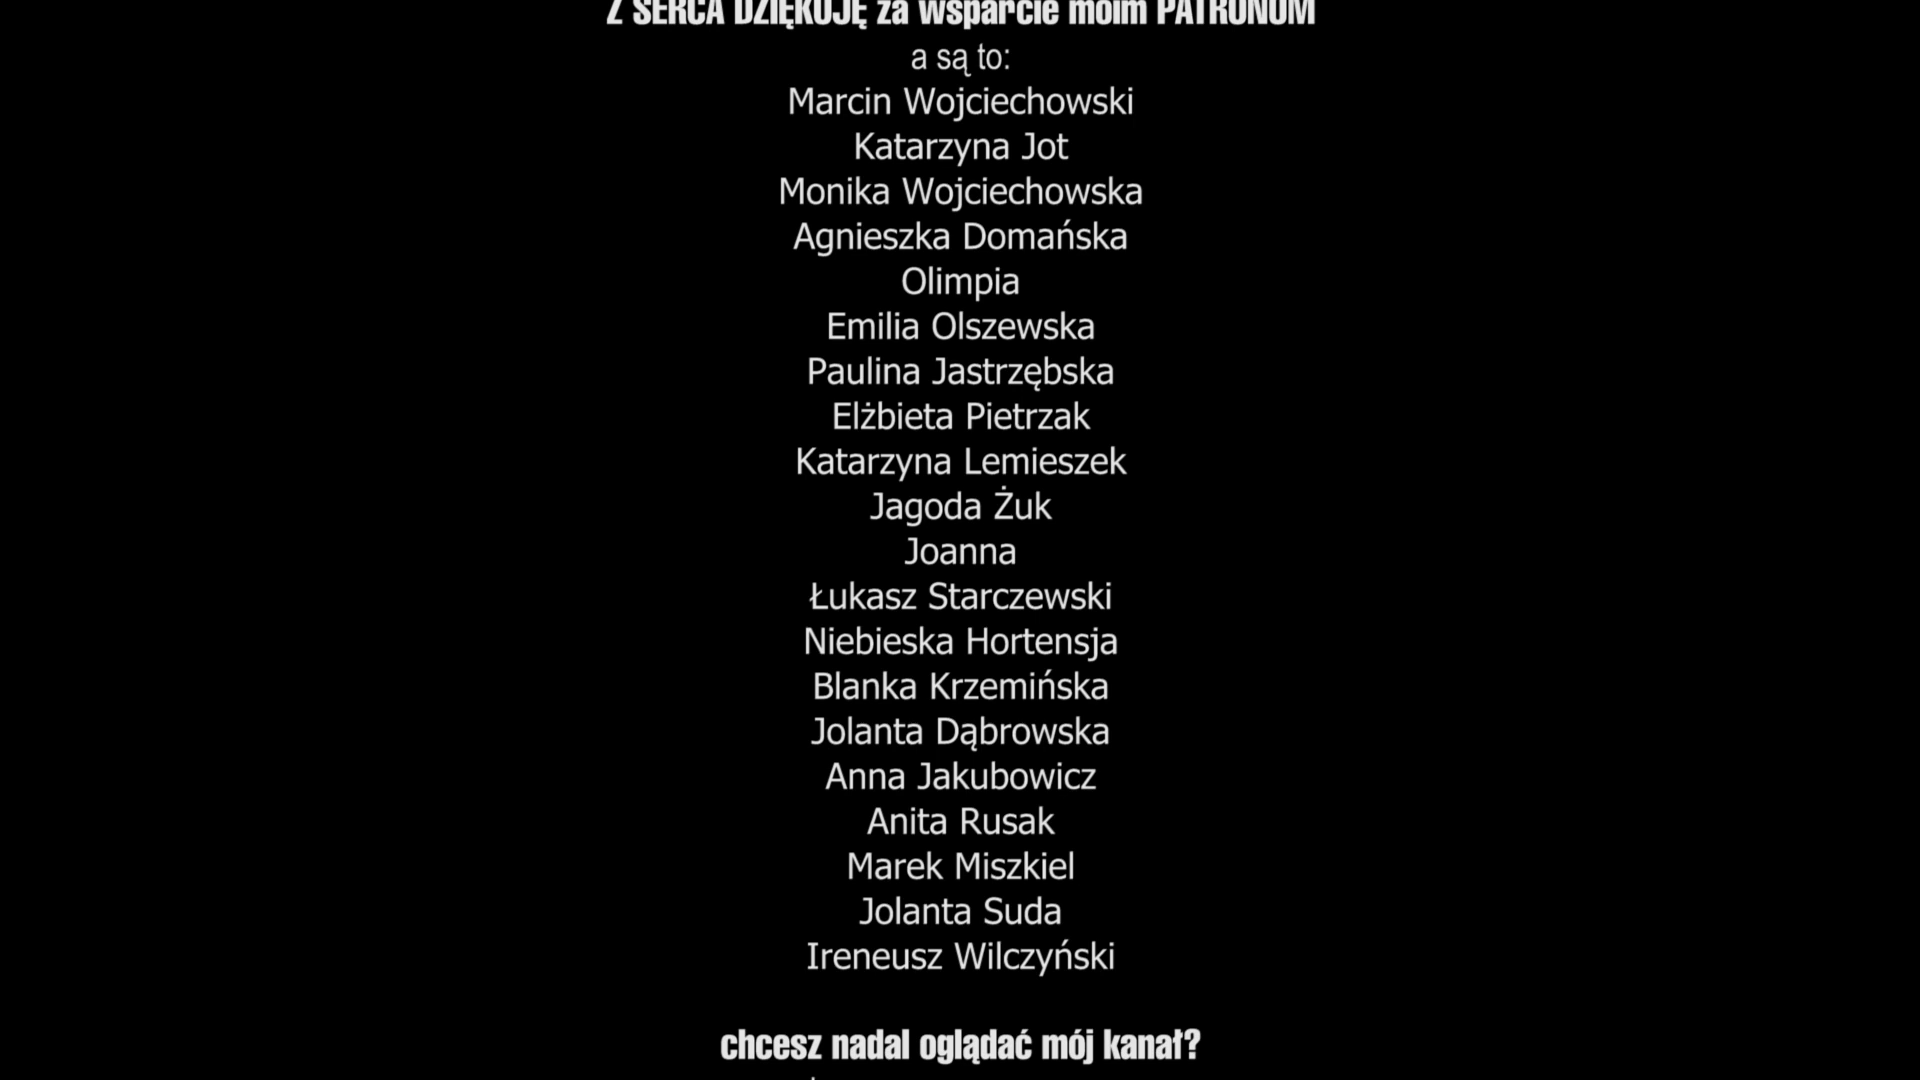 Z SERCA DZIĘKUJĘ za wsparcie moim PATRONOM
a są to:
Marcin Wojciechowski
Katarzyna Jot
Monika Wojciechowska
Agnieszka Domańska
Olimpia
Emilia Olszewska
Paulina Jastrzębska
Elżbieta Pietrzak
Katarzyna Lemieszek
Jagoda Żuk
Joanna
Łukasz Starczewski
Niebieska Hortensja
Blanka Krzemińska
Jolanta Dąbrowska
Anna Jakubowicz
Anita Rusak
Marek Miszkiel
Jolanta Suda
Ireneusz Wilczyński
chcesz nadal oglądać mój kanał?